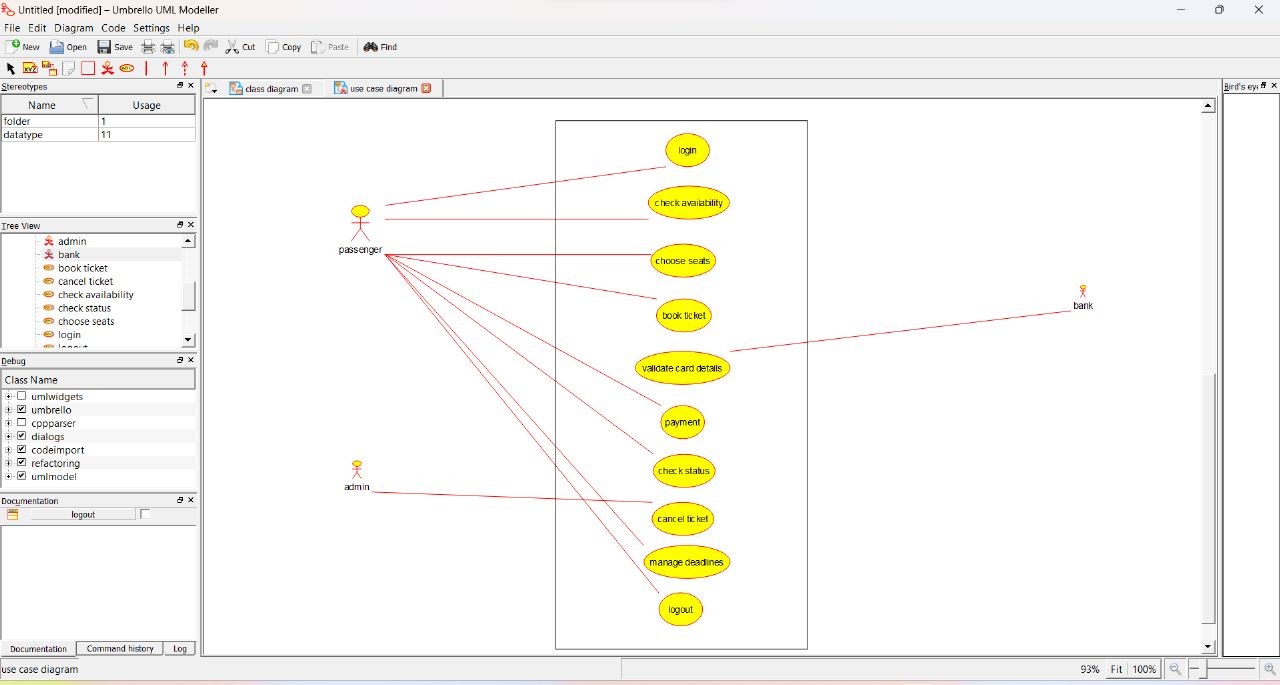 Untitled [modified] – Umbrello UML Modeller
File Edit Diagram Code Settings Help
New Open Save Cut Copy Paste Find
Stereotypes
class diagram use case diagram
Bird's ey
Name Usage
folder 1
datatype 11
Tree View
admin
bank
book ticket
cancel ticket
check availability
check status
choose seats
login
logout
Debug
Class Name
umlwidgets
umbrello
cppparser
dialogs
codeimport
refactoring
umlmodel
Documentation
logout
Documentation Command history Log
login
check availability
passenger
choose seats
book ticket
bank
validate card details
payment
check status
admin
cancel ticket
manage deadlines
logout
use case diagram
93% Fit 100%